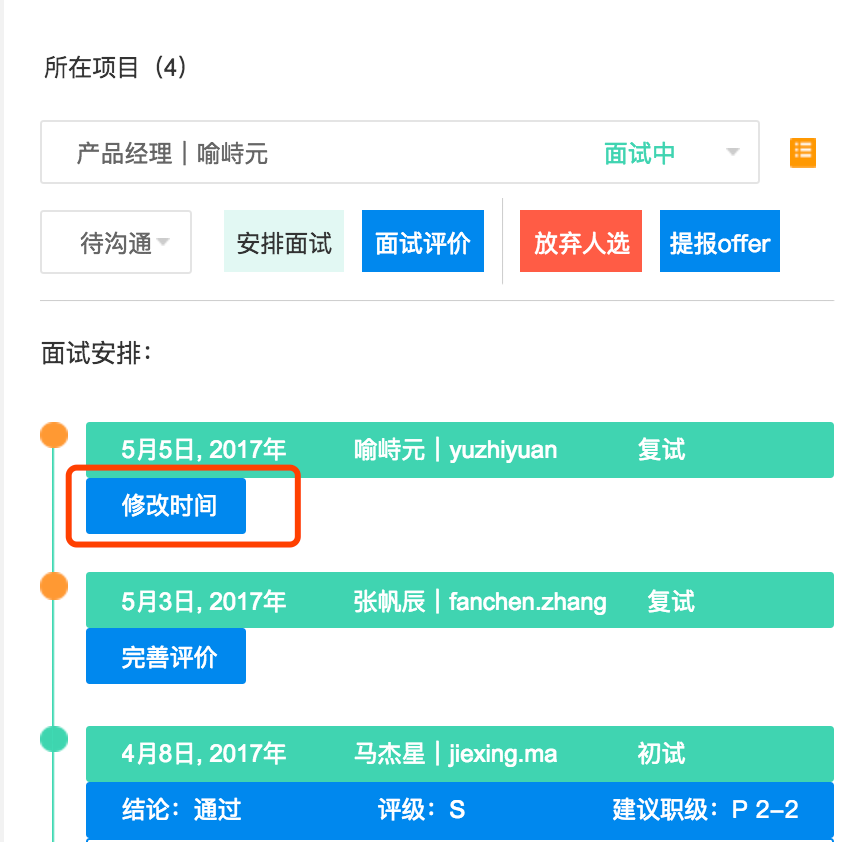 所在项目（4）
产品经理｜喻峙元 面试中
待沟通 安排面试 面试评价 放弃人选 提报offer
面试安排：
5月5日, 2017年 喻峙元｜yuzhiyuan 复试
修改时间
5月3日, 2017年 张帆辰｜fanchen.zhang 复试
完善评价
4月8日, 2017年 马杰星｜jiexing.ma 初试
结论：通过 评级：S 建议职级：P 2–2